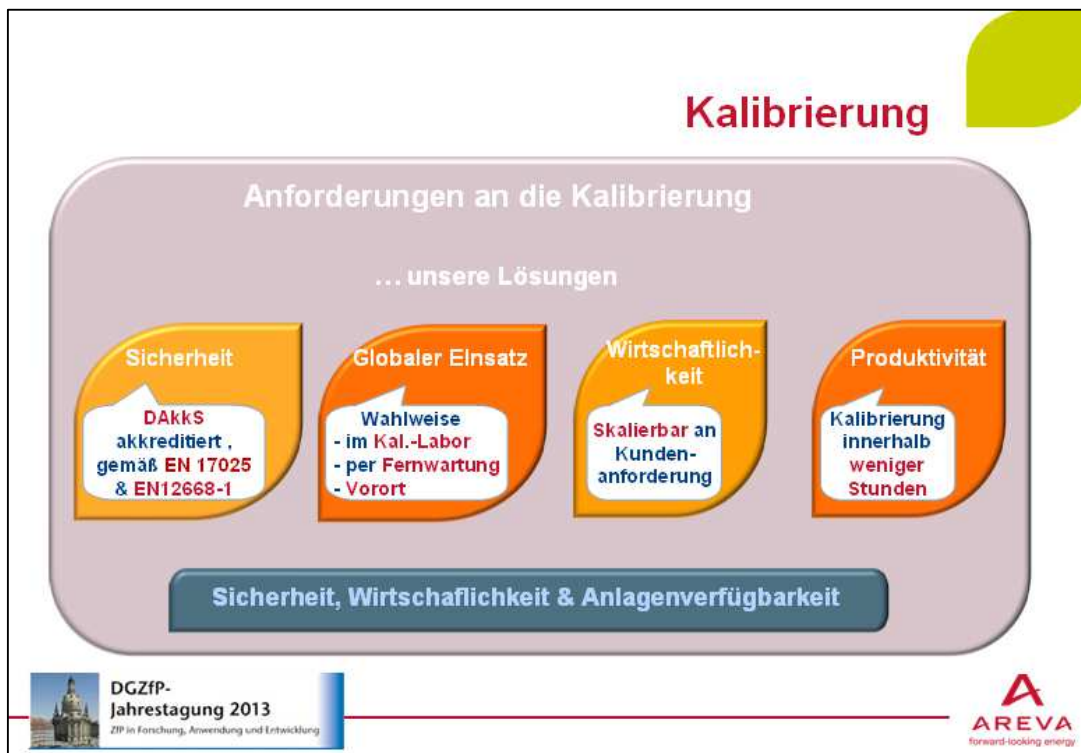 Kalibrierung
Anforderungen an die Kalibrierung
...unsere Lösungen
Sicherheit
DAkkS
akkreditiert ,
gemäß EN 17025
& EN12668-1
Globaler EInsatz
Wahlweise
- im Kal.-Labor
- per Fernwartung
- Vorort
Wirtschaftlich-
keit
Skalierbar an
Kunden-
anforderung
Produktivität
Kalibrierung
innerhalb
weniger
Stunden
Sicherheit, Wirtschaflichkeit & Anlagenverfügbarkeit
DGZfP-
Jahrestagung 2013
ZfP in Forschung, Anwendung und Entwicklung
AREVA
forward-looking energy